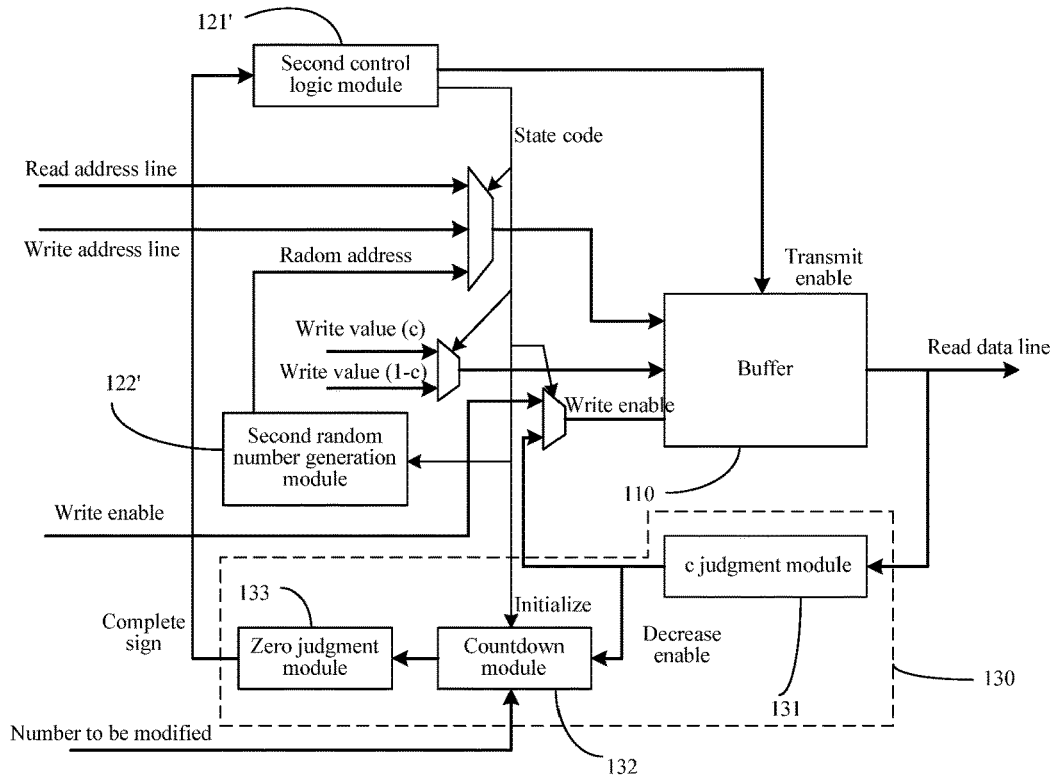 121'
Second control
logic module
State code
Read address line
Write address line
Radom address
Transmit
enable
Write value (c)
Write value (1-c)
Buffer
Read data line
122'
Write enable
Second random
number generation
module
110
Write enable
c judgment module
133
Initialize
Complete
sign
Zero judgment
module
Countdown
module
Decrease
enable
130
131
Number to be modified
132